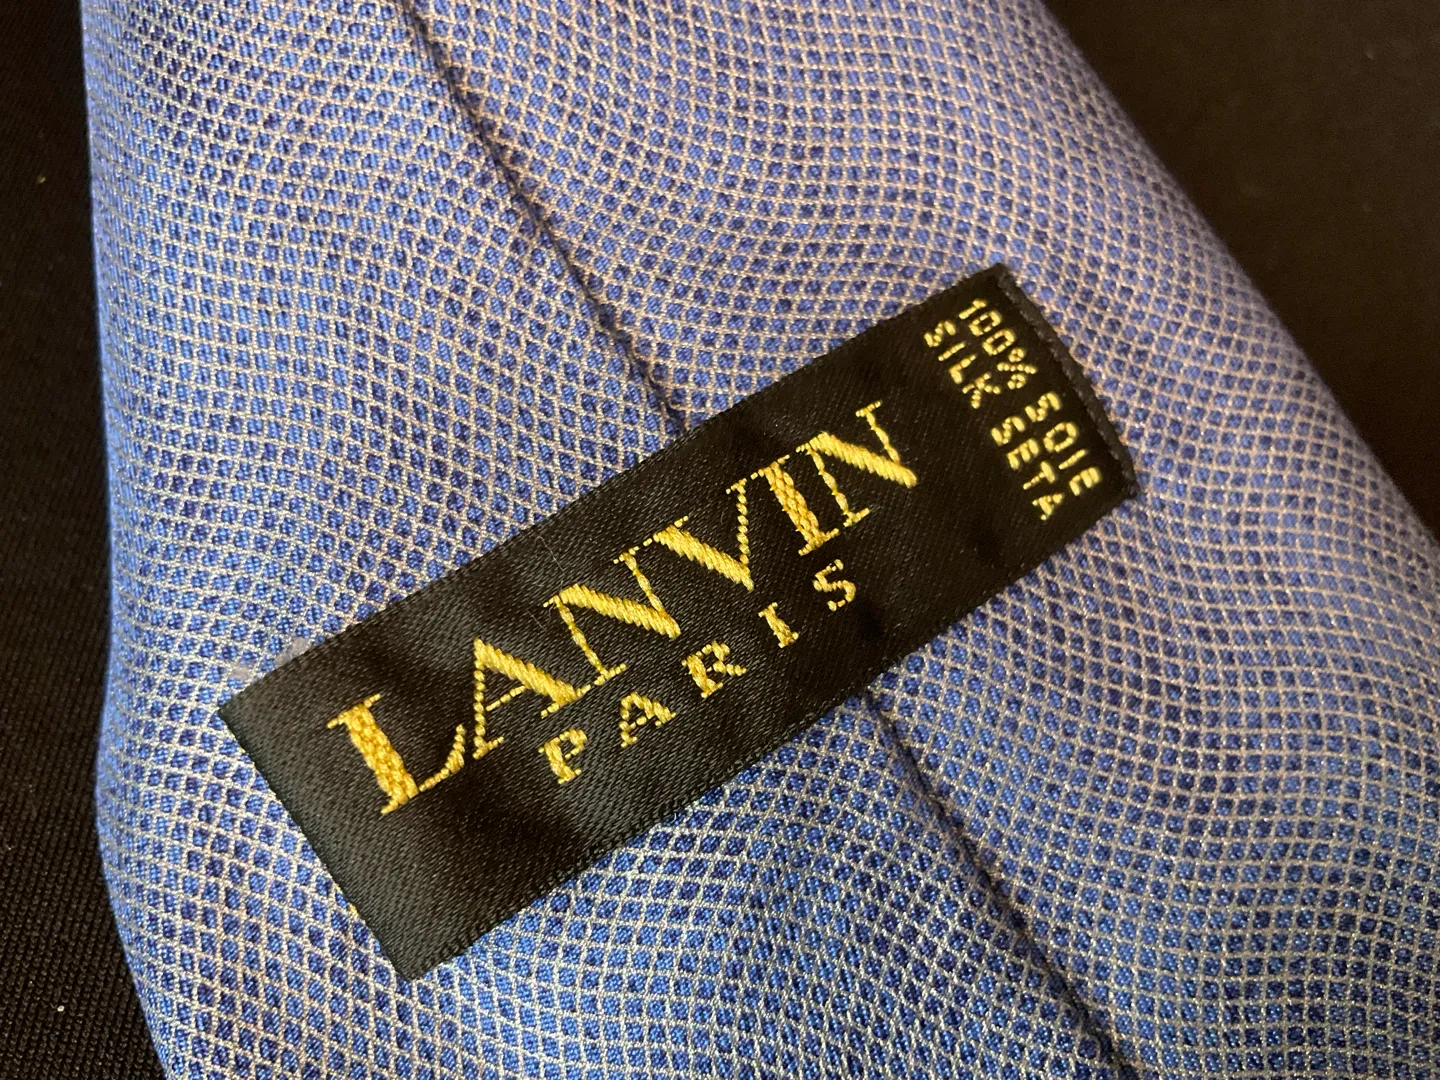 LANVIN
PARIS
100% SOIE
SILK SETA